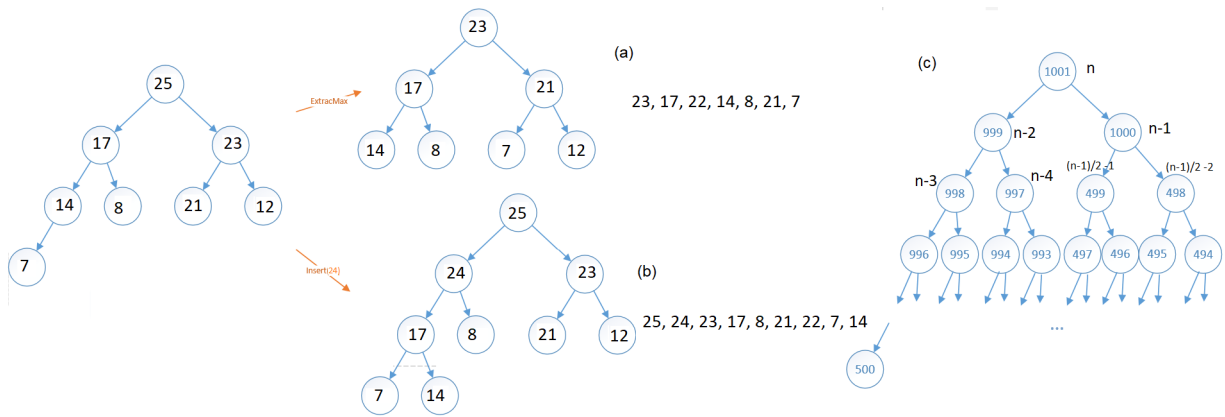 25
17
23
14
8
21
12
7
ExtracMax
Insert(24)
23
17
21
14
8
7
12
(a)
23, 17, 22, 14, 8, 21, 7
25
24
23
17
8
21
12
7
14
(b)
25, 24, 23, 17, 8, 21, 22, 7, 14
(c)
1001
n
999
n-2
1000
n-1
n-3
998
n-4
997
(n-1)/2 -1
499
(n-1)/2 -2
498
996
995
994
993
497
496
495
494
...
500